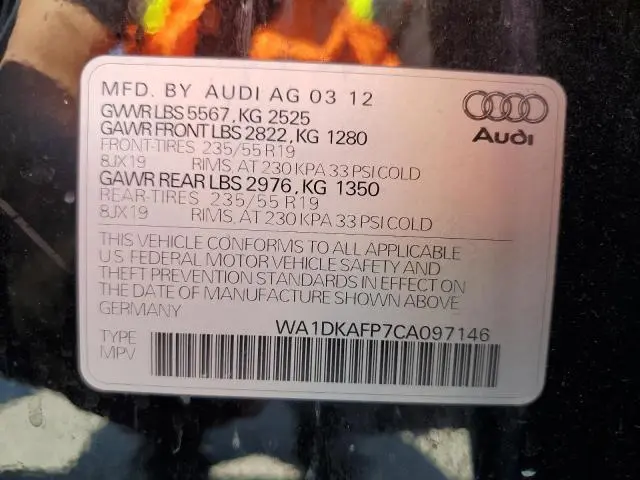 MFD. BY AUDI AG 03 12
GVWR LBS 5567, KG 2525
GAWR FRONT LBS 2822, KG 1280
FRONT-TIRES 235/55 R19
8JX19 RIMS, AT 230 KPA 33 PSI COLD
GAWR REAR LBS 2976, KG 1350
REAR-TIRES 235/55 R19
8JX19 RIMS, AT 230 KPA 33 PSI COLD
Audi
THIS VEHICLE CONFORMS TO ALL APPLICABLE
U.S. FEDERAL MOTOR VEHICLE SAFETY AND
THEFT PREVENTION STANDARDS IN EFFECT ON
THE DATE OF MANUFACTURE SHOWN ABOVE
GERMANY
WA1DKAFP7CA097146
TYPE
MPV